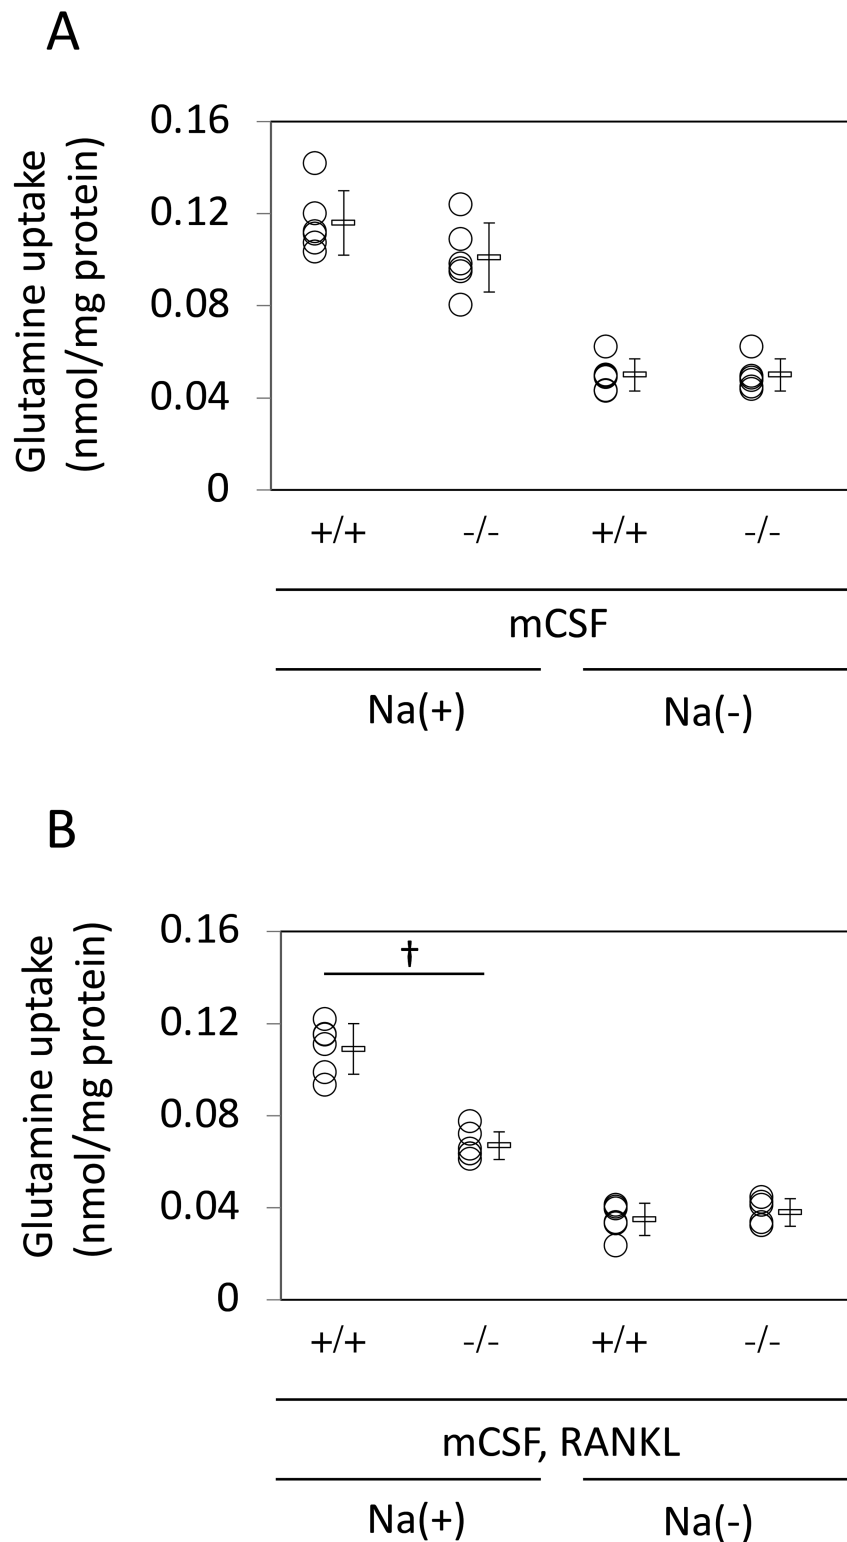 A
Glutamine uptake
(nmol/mg protein)
0.16
0.12
0.08
0.04
0
+/+ -/- +/+ -/-
mCSF
Na(+) Na(-)
B
Glutamine uptake
(nmol/mg protein)
0.16
†
0.12
0.08
0.04
0
+/+ -/- +/+ -/-
mCSF, RANKL
Na(+) Na(-)